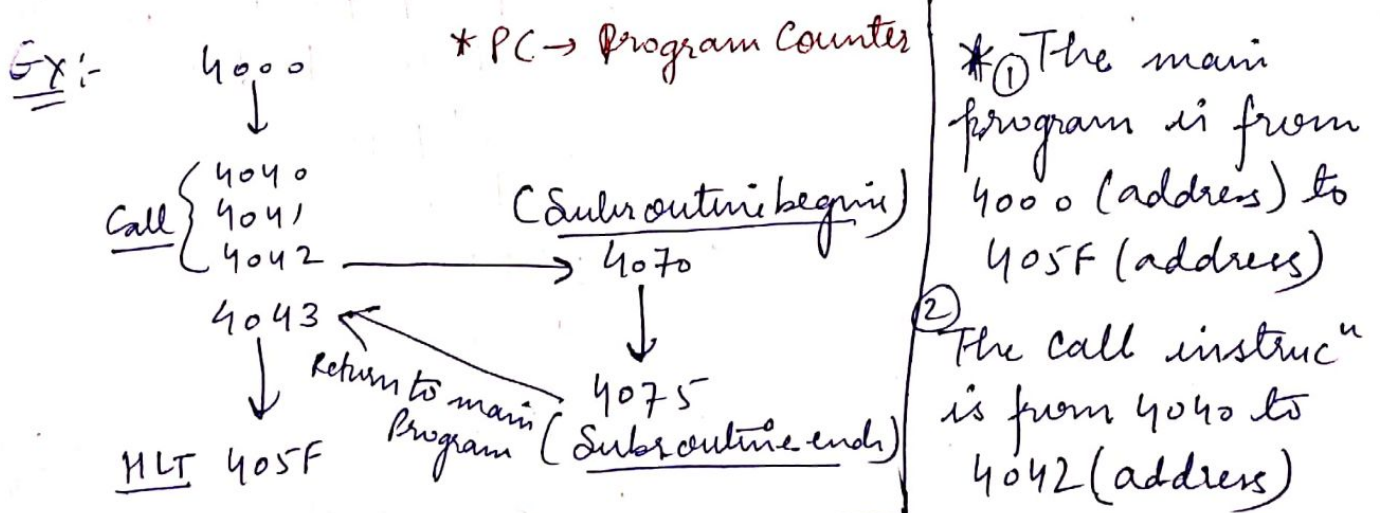 Ex:-
4000
* PC → Program Counter
Call
4040
4041
4042
4043
HLT 405F
(Subroutine begins)
4070
4075
(Subroutine ends)
Return to main
Program
* ① The main
program is from
4000 (address) to
405F (address)
② The call instrucⁿ
is from 4040 to
4042 (address)